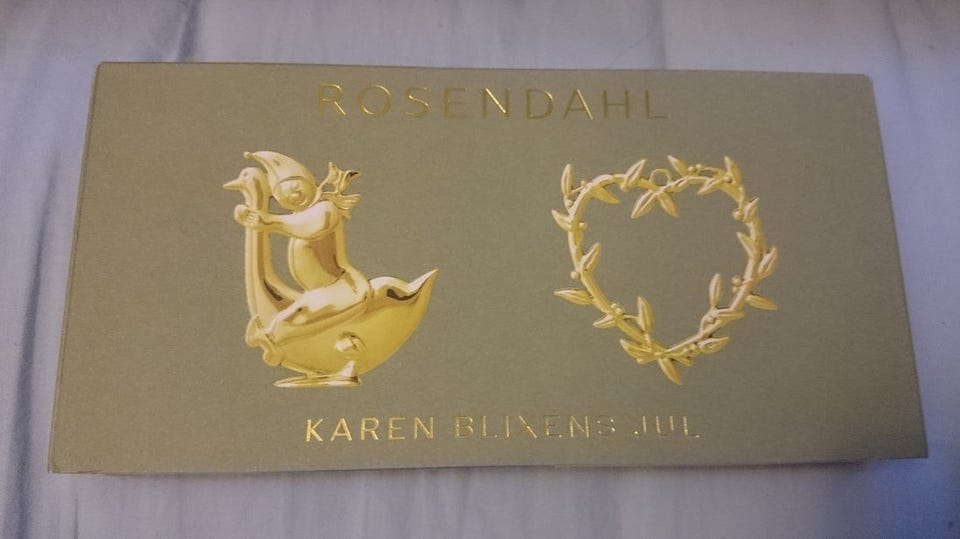 ROSENDAHL
KAREN BLIXENS JUL